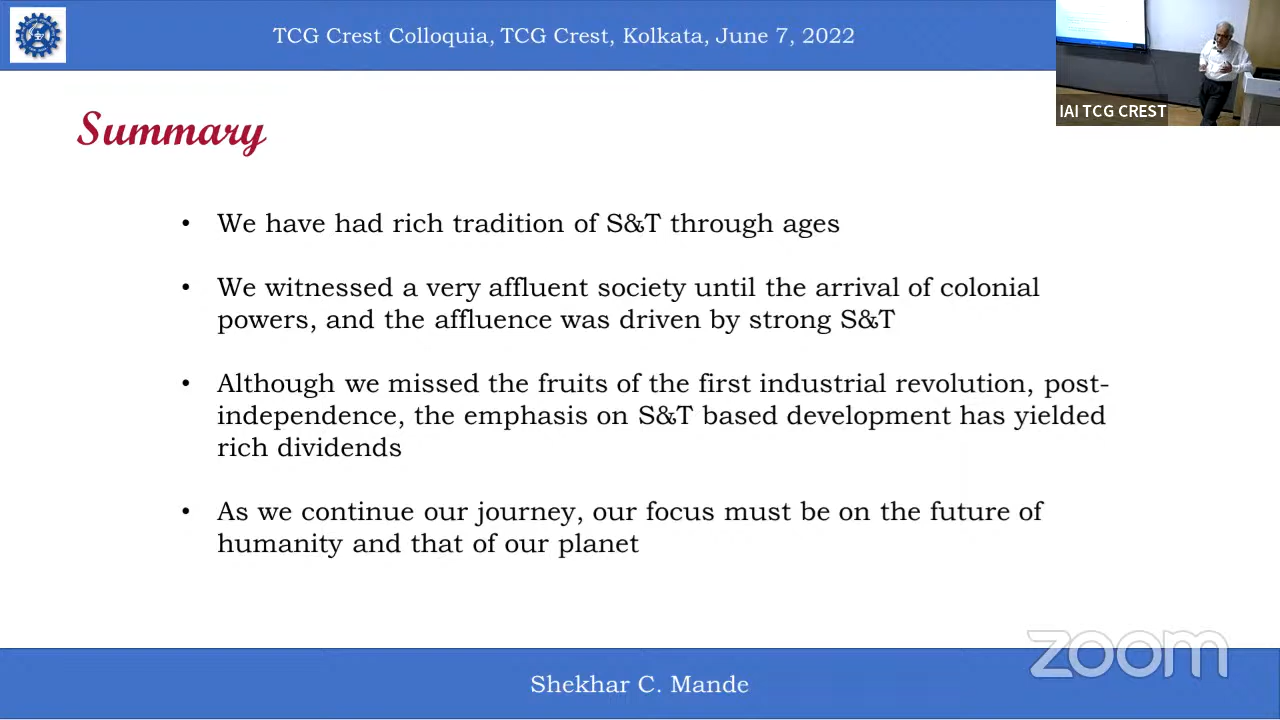 TCG Crest Colloquia, TCG Crest, Kolkata, June 7, 2022
IAI TCG CREST
Summary
• We have had rich tradition of S&T through ages
• We witnessed a very affluent society until the arrival of colonial
powers, and the affluence was driven by strong S&T
• Although we missed the fruits of the first industrial revolution, post-
independence, the emphasis on S&T based development has yielded
rich dividends
• As we continue our journey, our focus must be on the future of
humanity and that of our planet
zoom
Shekhar C. Mande